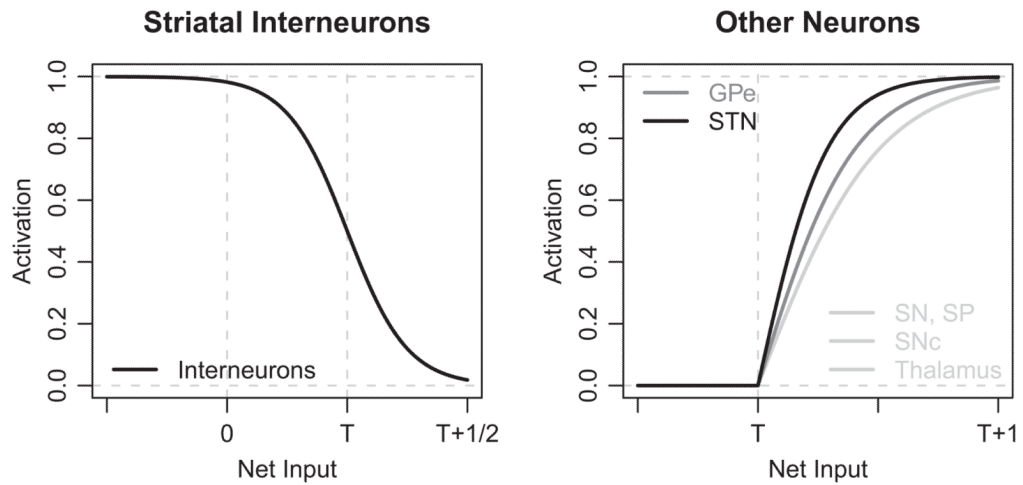 Striatal Interneurons
Activation
1.0
0.8
0.6
0.4
0.2
0.0
Interneurons
0
T
T+1/2
Net Input
Other Neurons
Activation
1.0
0.8
0.6
0.4
0.2
0.0
GPe
STN
SN, SP
SNc
Thalamus
T
T+1
Net Input